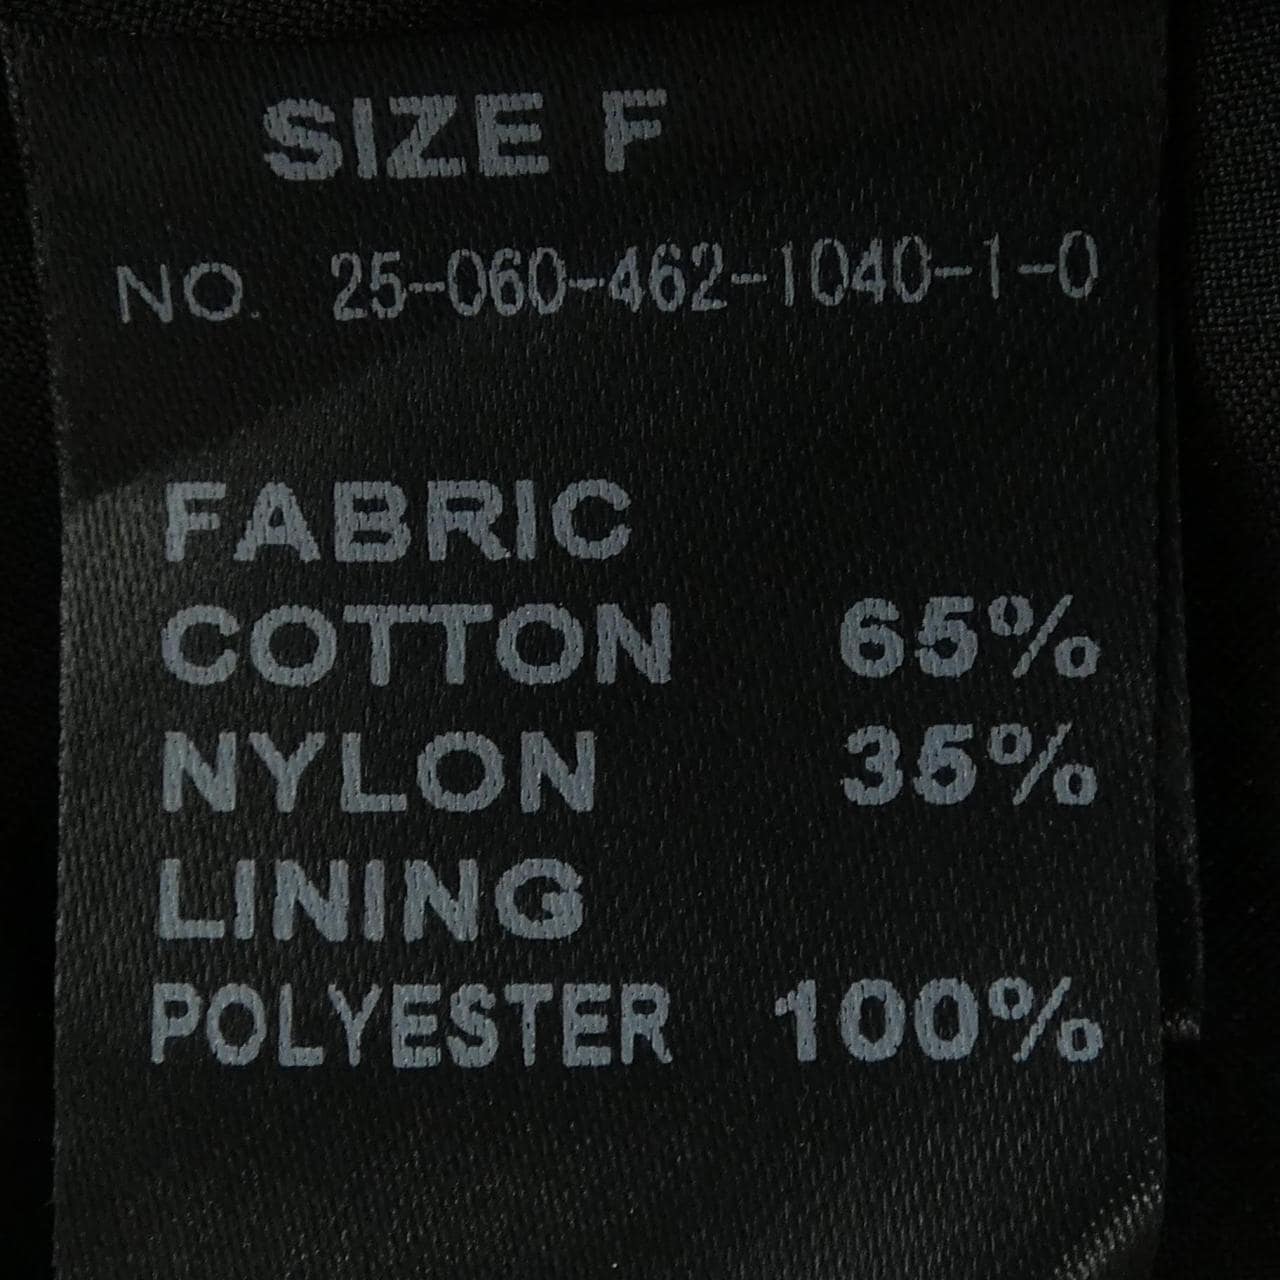 SIZE F
NO. 25-060-462-1040-1-0
FABRIC
COTTON 65%
NYLON 35%
LINING
POLYESTER 100%